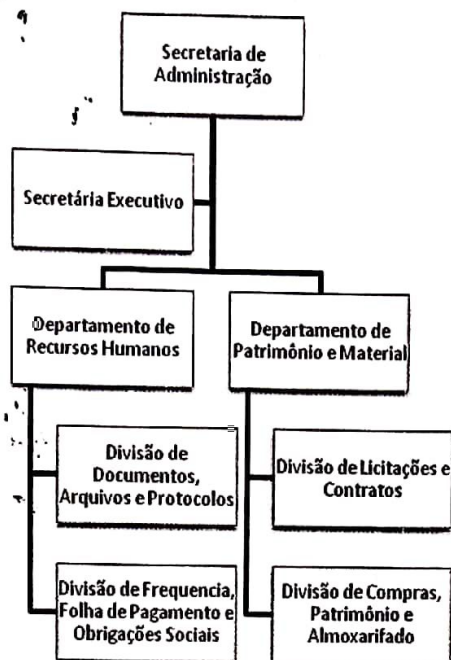 Secretaria de
Administração
Secretária Executivo
Departamento de
Recursos Humanos
Departamento de
Patrimônio e Material
Divisão de
Documentos,
Arquivos e Protocolos
Divisão de Licitações e
Contratos
Divisão de Frequencia,
Folha de Pagamento e
Obrigações Sociais
Divisão de Compras,
Patrimônio e
Almoxarifado